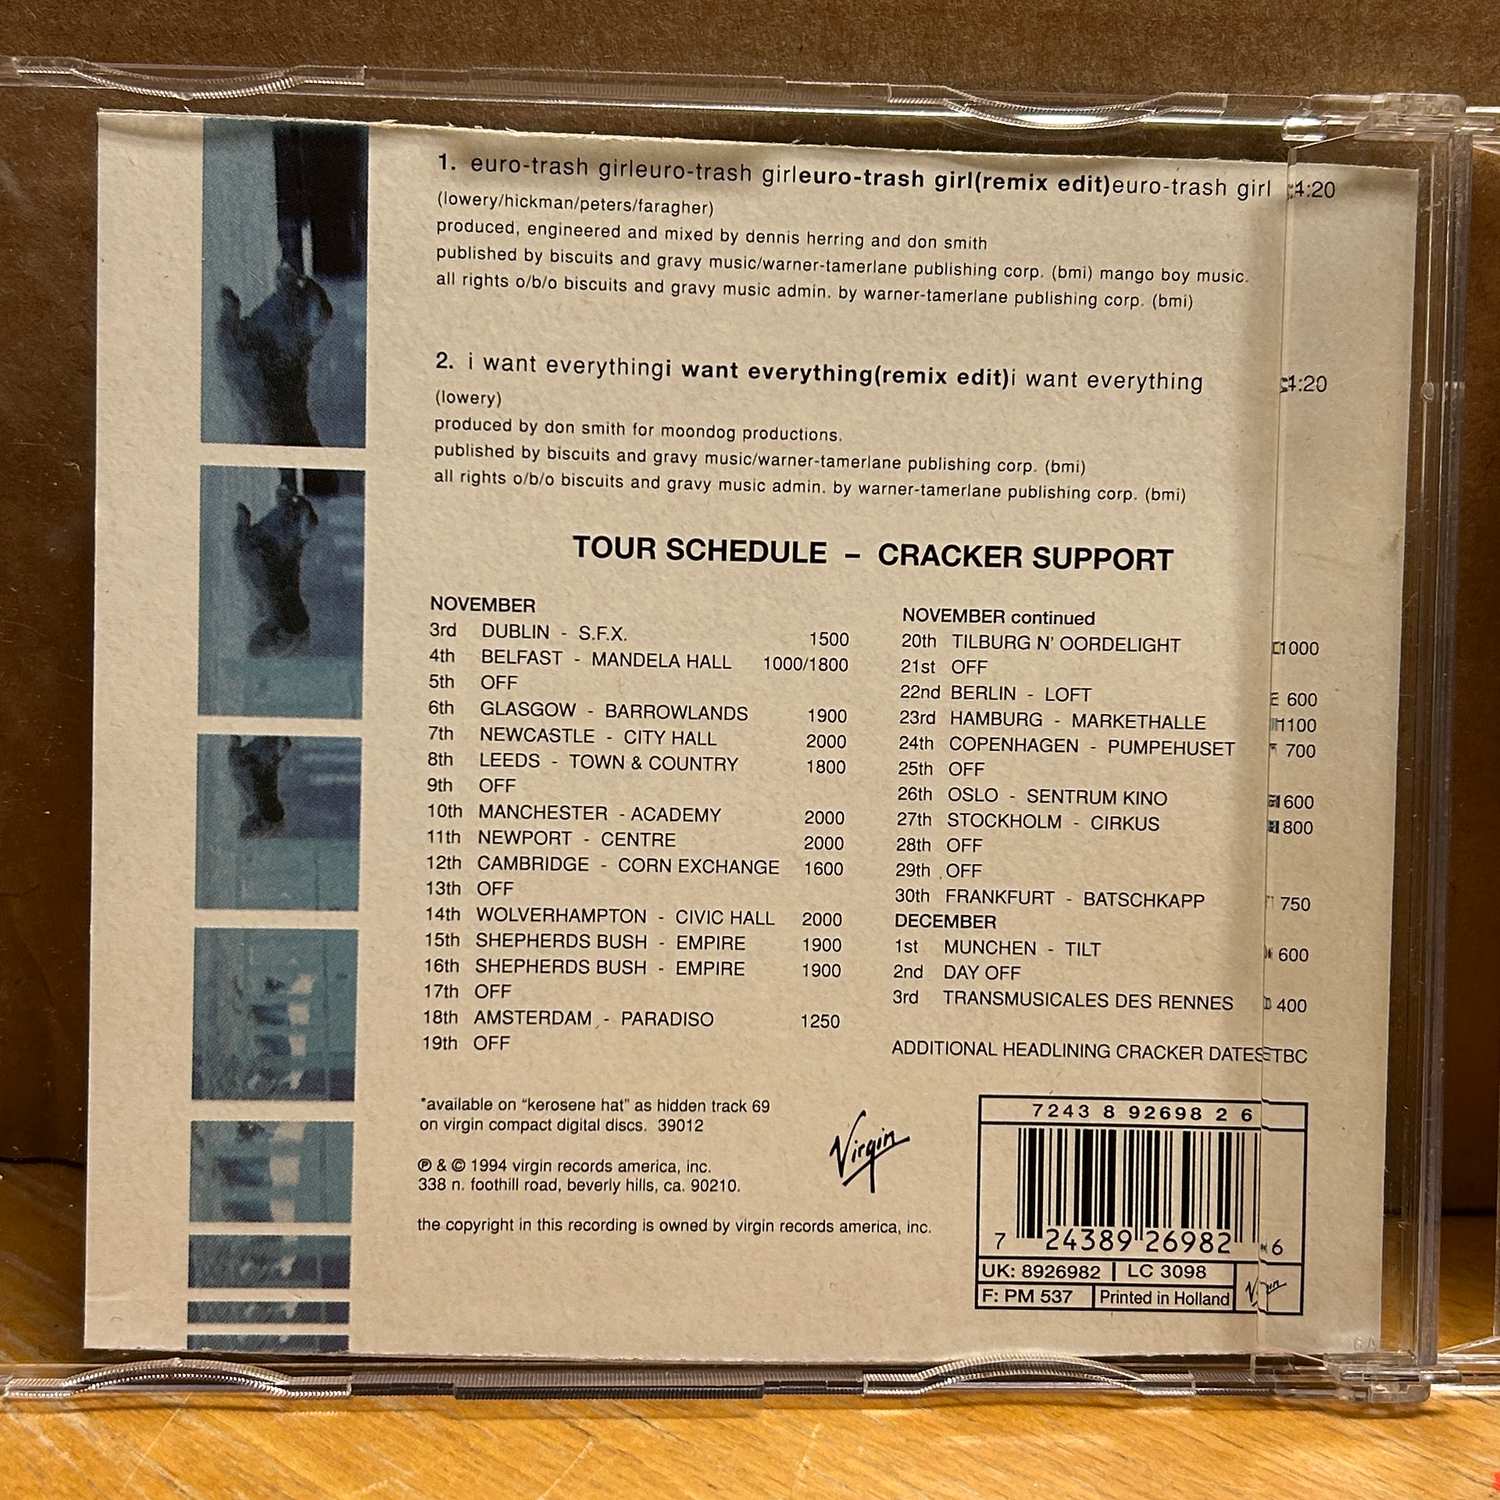 1. euro-trash girleuro-trash girleuro-trash girl(remix edit)euro-trash girl 4:20
(lowery/hickman/peters/faragher)
produced, engineered and mixed by dennis herring and don smith
published by biscuits and gravy music/warner-tamerlane publishing corp. (bmi) mango boy music.
all rights o/b/o biscuits and gravy music admin. by warner-tamerlane publishing corp. (bmi)
2. i want everythingi want everything(remix edit)i want everything 4:20
(lowery)
produced by don smith for moondog productions.
published by biscuits and gravy music/warner-tamerlane publishing corp. (bmi)
all rights o/b/o biscuits and gravy music admin. by warner-tamerlane publishing corp. (bmi)
TOUR SCHEDULE – CRACKER SUPPORT
NOVEMBER
3rd DUBLIN - S.F.X. 1500
4th BELFAST - MANDELA HALL 1000/1800
5th OFF
6th GLASGOW - BARROWLANDS 1900
7th NEWCASTLE - CITY HALL 2000
8th LEEDS - TOWN & COUNTRY 1800
9th OFF
10th MANCHESTER - ACADEMY 2000
11th NEWPORT - CENTRE 2000
12th CAMBRIDGE - CORN EXCHANGE 1600
13th OFF
14th WOLVERHAMPTON - CIVIC HALL 2000
15th SHEPHERDS BUSH - EMPIRE 1900
16th SHEPHERDS BUSH - EMPIRE 1900
17th OFF
18th AMSTERDAM - PARADISO 1250
19th OFF
NOVEMBER continued
20th TILBURG N' OORDELIGHT 1000
21st OFF
22nd BERLIN - LOFT 600
23rd HAMBURG - MARKETHALLE 1100
24th COPENHAGEN - PUMPEHUSET 700
25th OFF
26th OSLO - SENTRUM KINO 600
27th STOCKHOLM - CIRKUS 800
28th OFF
29th OFF
30th FRANKFURT - BATSCHKAPP 750
DECEMBER
1st MUNCHEN - TILT 600
2nd DAY OFF
3rd TRANSMUSICALES DES RENNES 400
ADDITIONAL HEADLINING CRACKER DATES TBC
*available on "kerosene hat" as hidden track 69
on virgin compact digital discs. 39012
℗ & © 1994 virgin records america, inc.
338 n. foothill road, beverly hills, ca. 90210.
the copyright in this recording is owned by virgin records america, inc.
Virgin
7243 8 92698 2 6
7 24389 26982 6
UK: 8926982 | LC 3098
F: PM 537 | Printed in Holland
Virgin